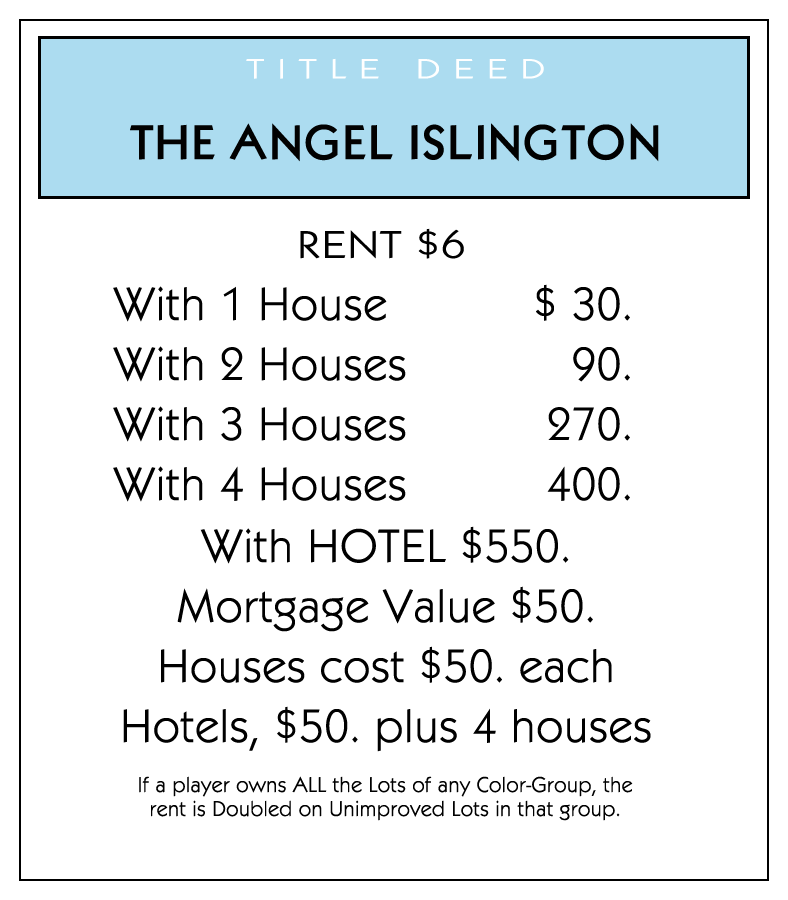 TITLE DEED
THE ANGEL ISLINGTON
RENT $6
With 1 House $ 30.
With 2 Houses 90.
With 3 Houses 270.
With 4 Houses 400.
With HOTEL $550.
Mortgage Value $50.
Houses cost $50. each
Hotels, $50. plus 4 houses
If a player owns ALL the Lots of any Color-Group, the
rent is Doubled on Unimproved Lots in that group.